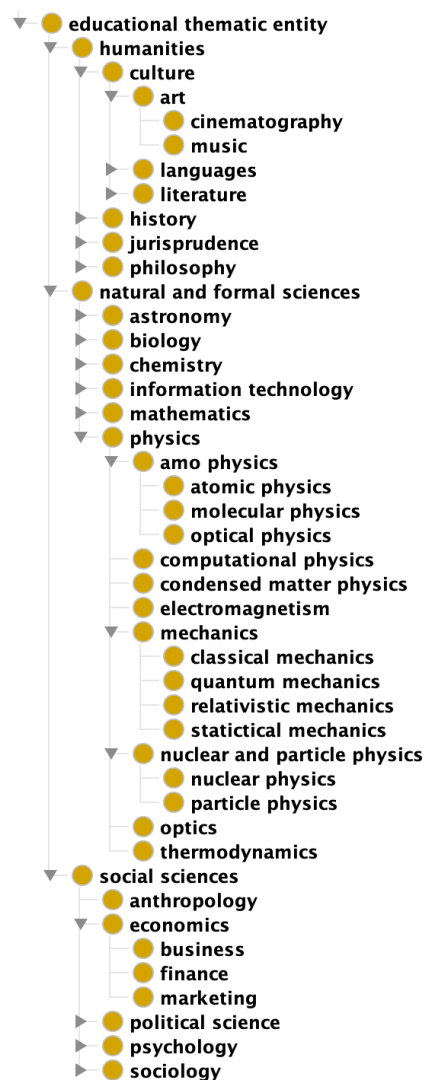 educational thematic entity
humanities
culture
art
cinematography
music
languages
literature
history
jurisprudence
philosophy
natural and formal sciences
astronomy
biology
chemistry
information technology
mathematics
physics
amo physics
atomic physics
molecular physics
optical physics
computational physics
condensed matter physics
electromagnetism
mechanics
classical mechanics
quantum mechanics
relativistic mechanics
statictical mechanics
nuclear and particle physics
nuclear physics
particle physics
optics
thermodynamics
social sciences
anthropology
economics
business
finance
marketing
political science
psychology
sociology